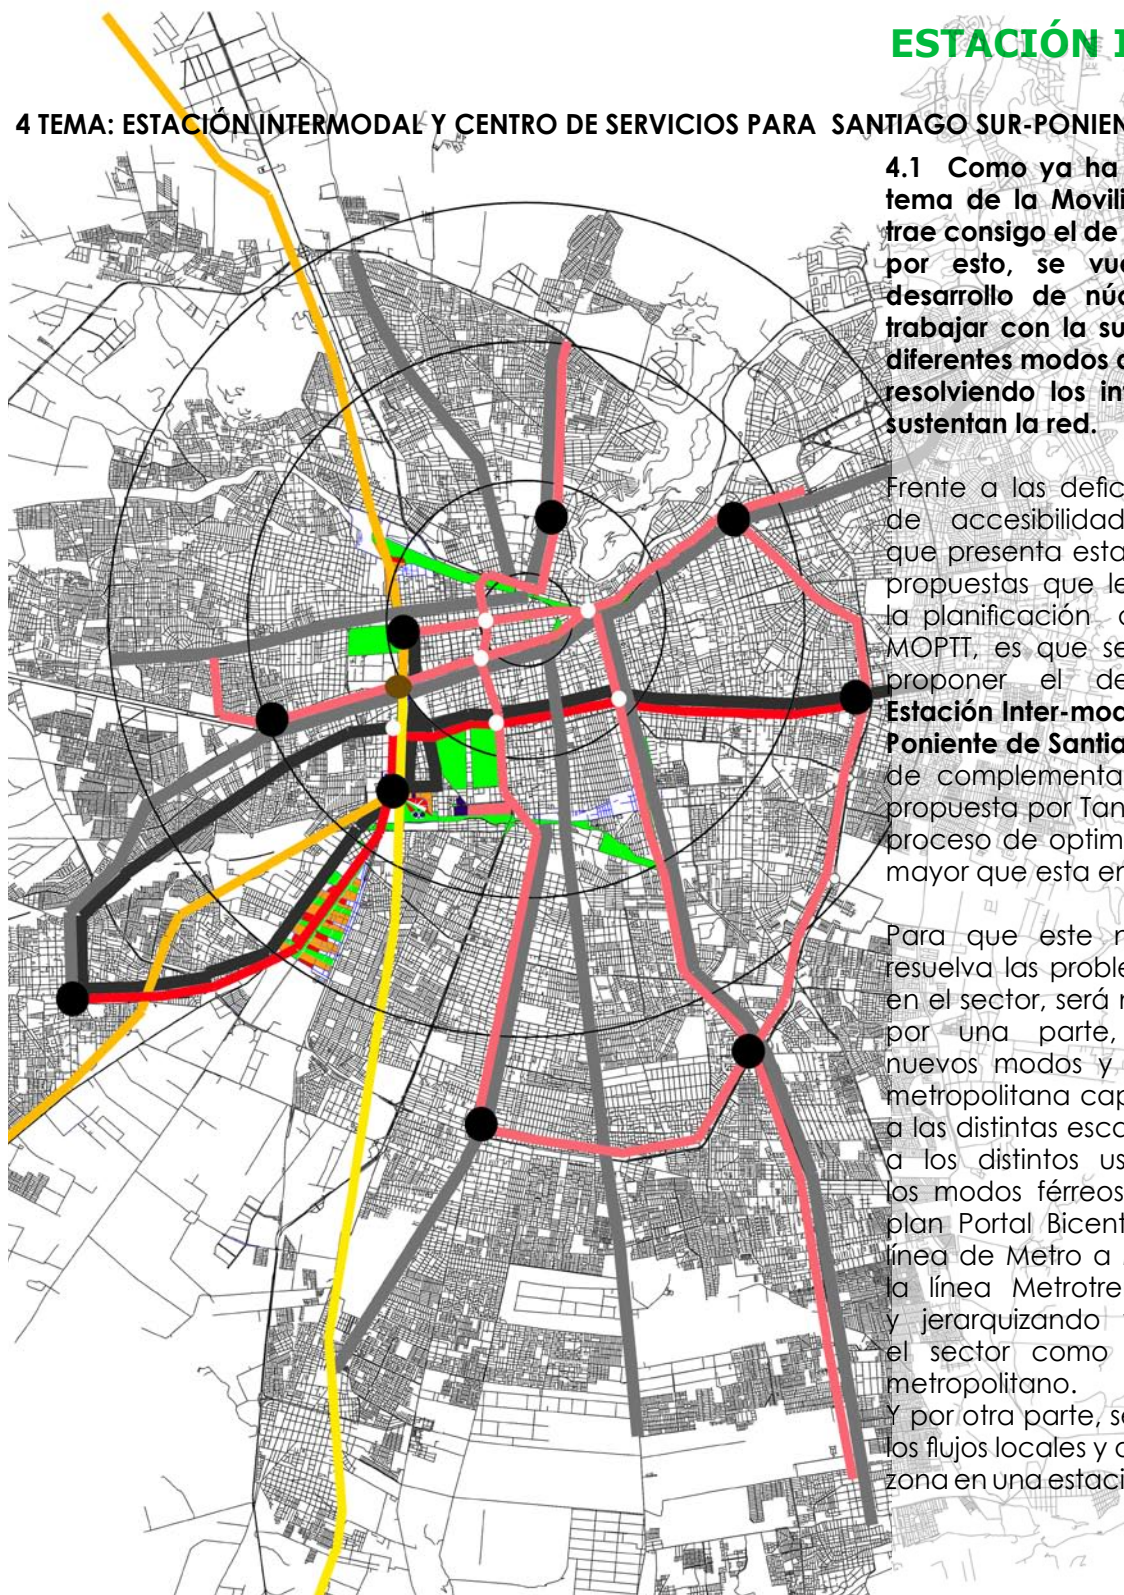 ESTACIÓN I
4 TEMA: ESTACIÓN INTERMODAL Y CENTRO DE SERVICIOS PARA SANTIAGO SUR-PONIEN
4.1 Como ya ha
tema de la Movili
trae consigo el de
por esto, se vue
desarrollo de núc
trabajar con la su
diferentes modos d
resolviendo los in
sustentan la red.
Frente a las defic
de accesibilidad
que presenta esta
propuestas que le
la planificación
MOPTT, es que se
proponer el de
Estación Inter-mod
Poniente de Santia
de complementa
propuesta por Tan
proceso de optim
mayor que esta en
Para que este n
resuelva las proble
en el sector, será n
por una parte,
nuevos modos y
metropolitana cap
a las distintas esca
a los distintos us
los modos férreos
plan Portal Bicent
línea de Metro a
la línea Metrotre
y jerarquizando
el sector como
metropolitano.
Y por otra parte, se
los flujos locales y
zona en una estaci